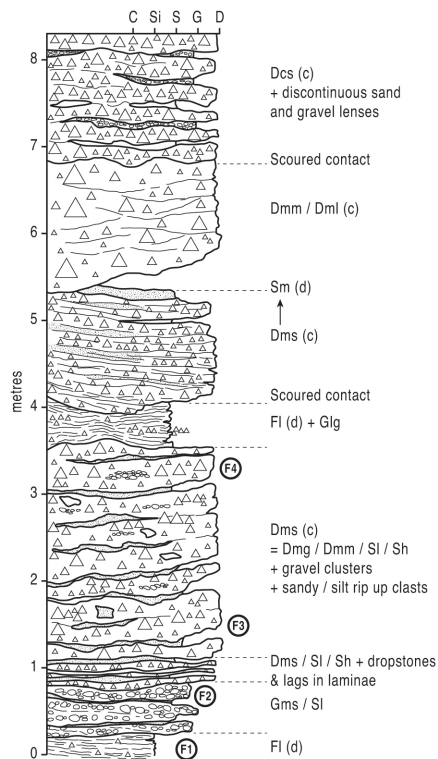 C Si S G D
8
7
6
5
4
3
2
1
0
metres
Dcs (c)
+ discontinuous sand
and gravel lenses
Scoured contact
Dmm / Dml (c)
Sm (d)
Dms (c)
Scoured contact
Fl (d) + Glg
F4
Dms (c)
= Dmg / Dmm / Sl / Sh
+ gravel clusters
+ sandy / silt rip up clasts
F3
Dms / Sl / Sh + dropstones
& lags in laminae
F2
Gms / Sl
F1
Fl (d)